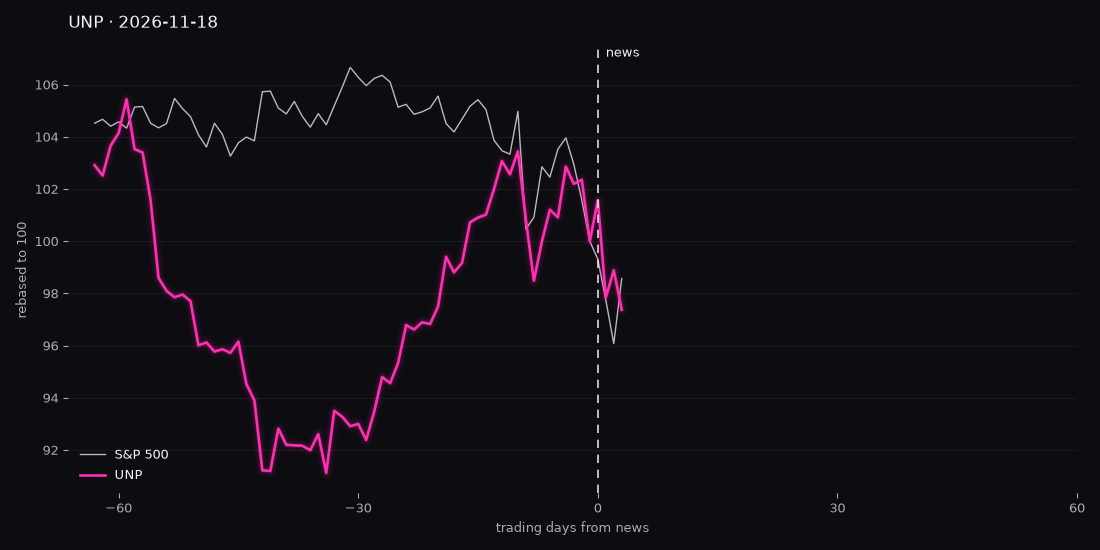 UNP · 2026-11-18
news
106
104
102
100
98
96
94
92
rebased to 100
S&P 500
UNP
−60
−30
0
30
60
trading days from news